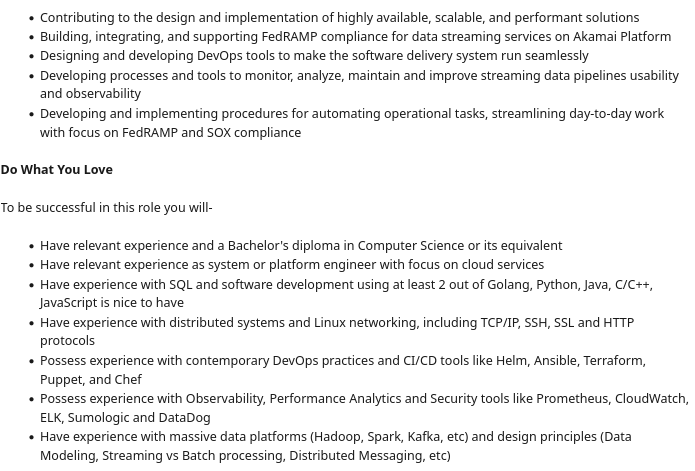 • Contributing to the design and implementation of highly available, scalable, and performant solutions
• Building, integrating, and supporting FedRAMP compliance for data streaming services on Akamai Platform
• Designing and developing DevOps tools to make the software delivery system run seamlessly
• Developing processes and tools to monitor, analyze, maintain and improve streaming data pipelines usability
and observability
• Developing and implementing procedures for automating operational tasks, streamlining day-to-day work
with focus on FedRAMP and SOX compliance
Do What You Love
To be successful in this role you will-
• Have relevant experience and a Bachelor's diploma in Computer Science or its equivalent
• Have relevant experience as system or platform engineer with focus on cloud services
• Have experience with SQL and software development using at least 2 out of Golang, Python, Java, C/C++,
JavaScript is nice to have
• Have experience with distributed systems and Linux networking, including TCP/IP, SSH, SSL and HTTP
protocols
• Possess experience with contemporary DevOps practices and CI/CD tools like Helm, Ansible, Terraform,
Puppet, and Chef
• Possess experience with Observability, Performance Analytics and Security tools like Prometheus, CloudWatch,
ELK, Sumologic and DataDog
• Have experience with massive data platforms (Hadoop, Spark, Kafka, etc) and design principles (Data
Modeling, Streaming vs Batch processing, Distributed Messaging, etc)